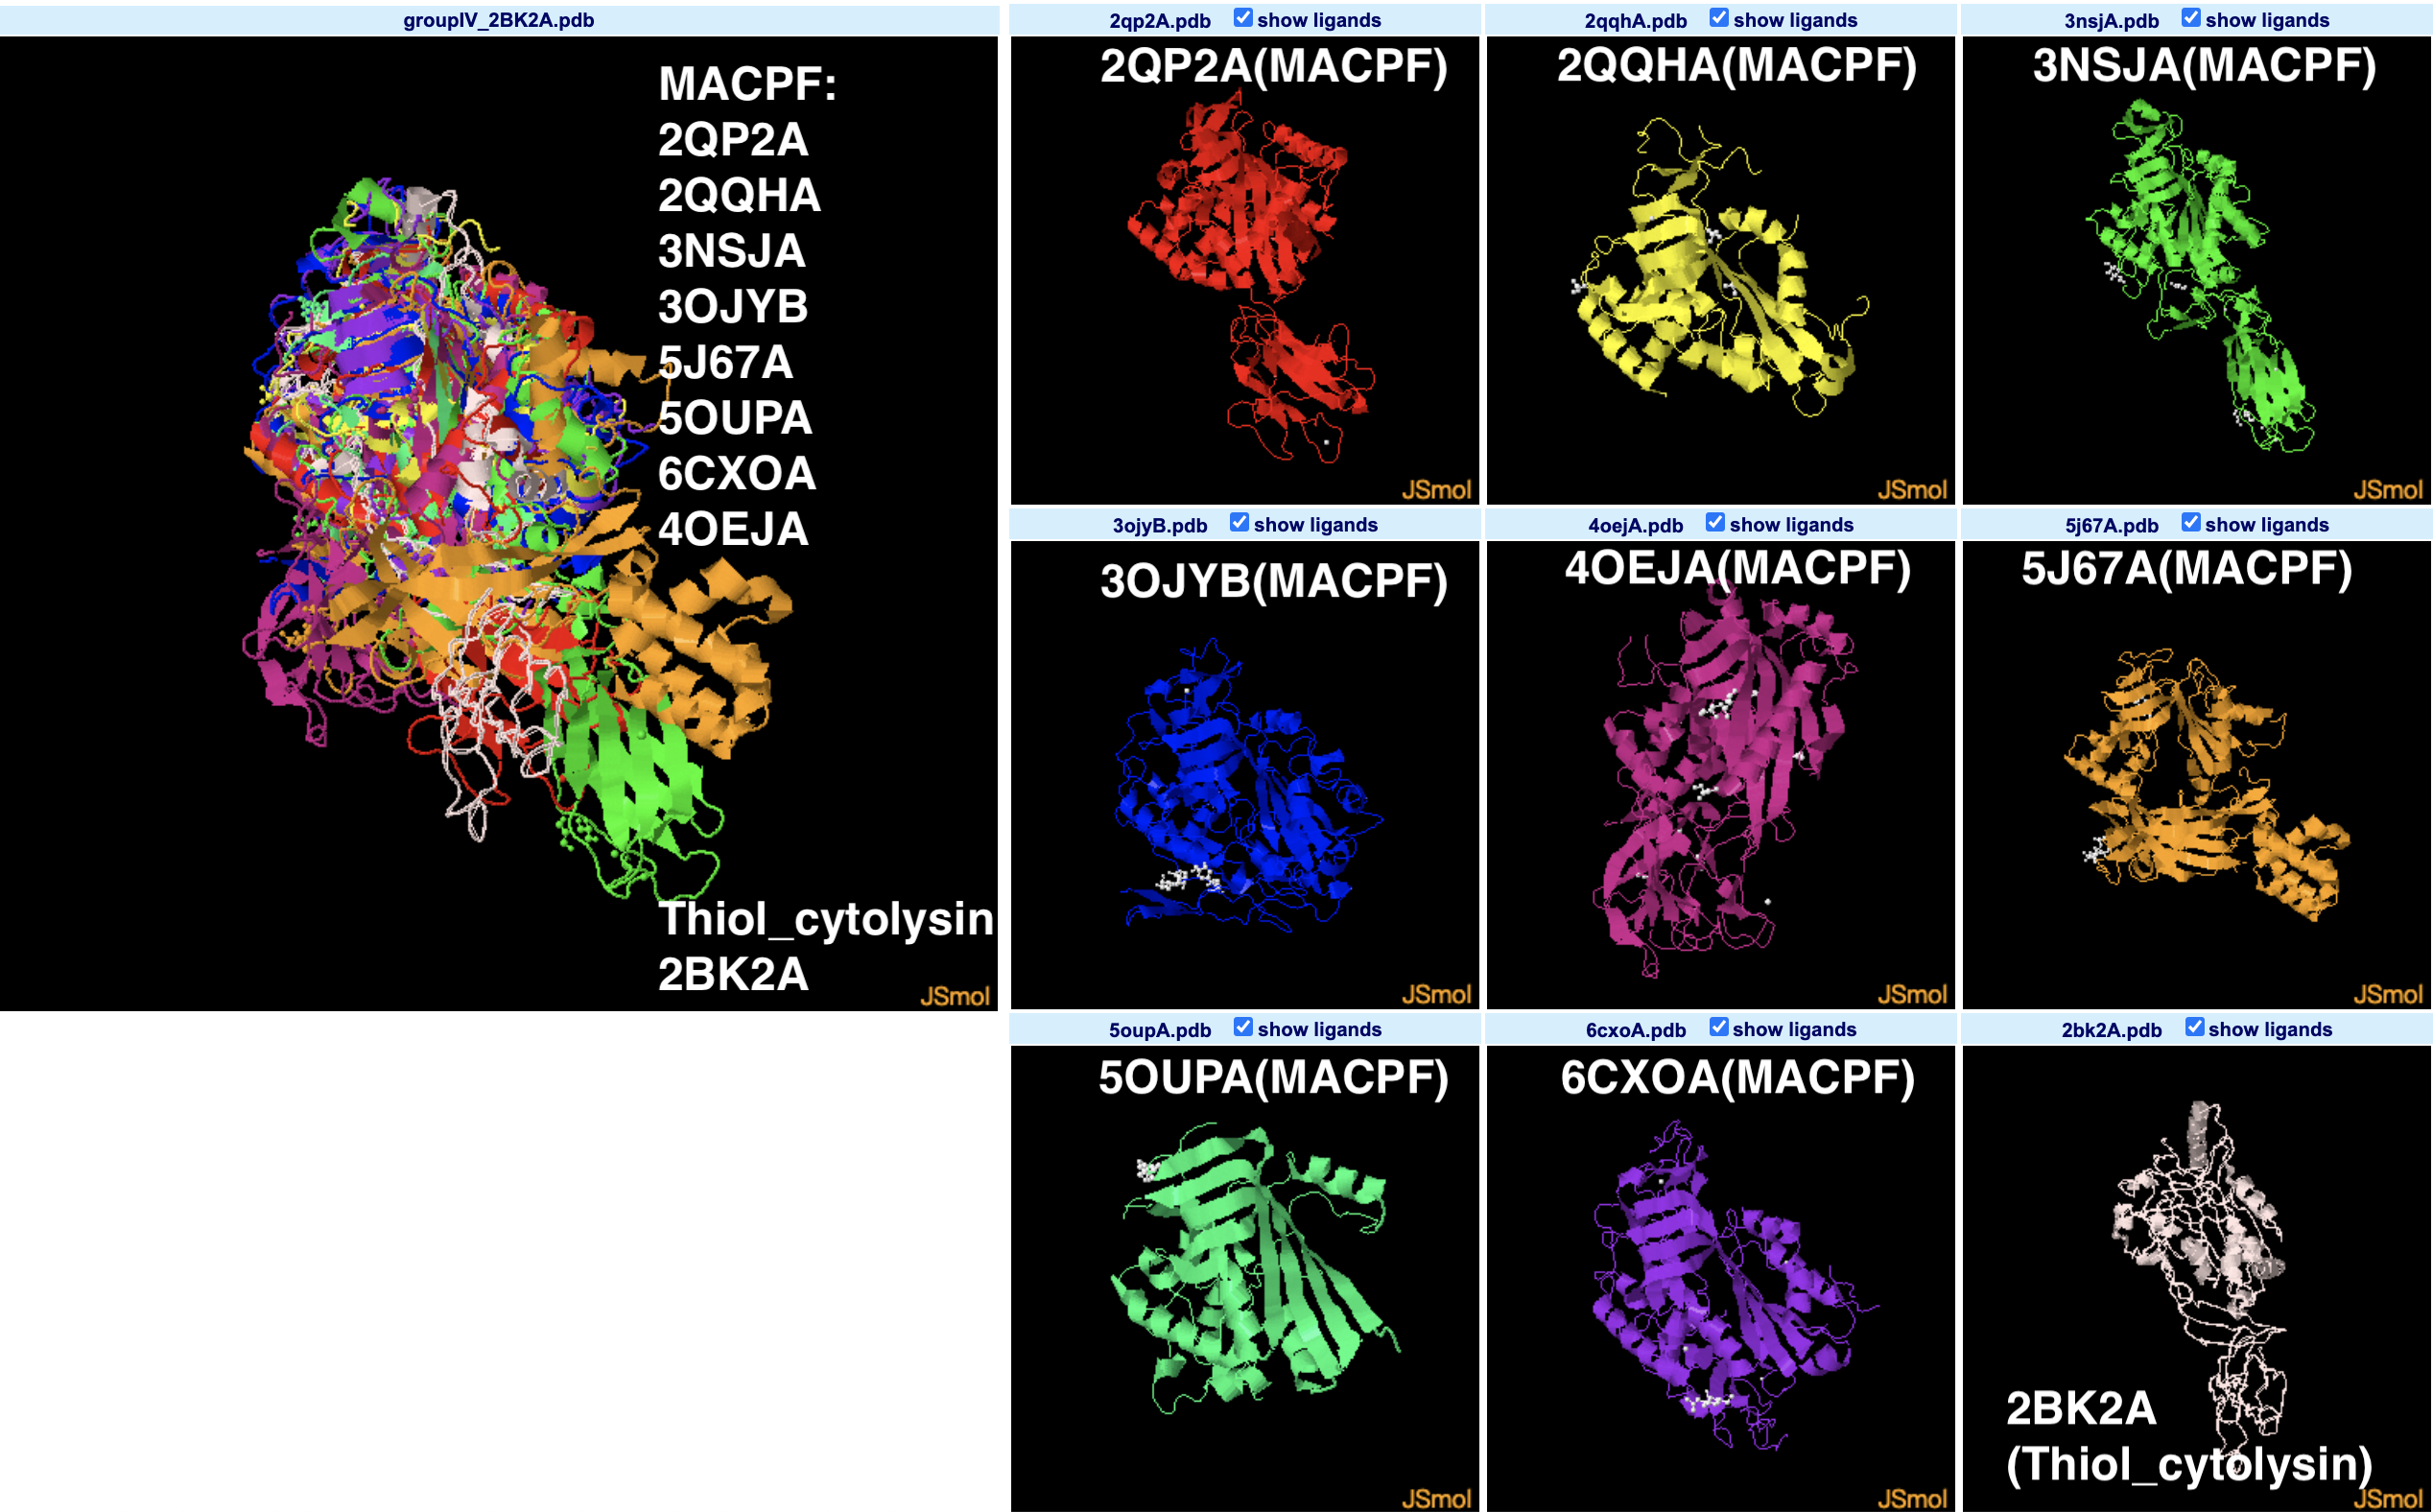 groupIV_2BK2A.pdb
MACPF:
2QP2A
2QQHA
3NSJA
3OJYB
5J67A
5OUPA
6CXOA
4OEJA
Thiol_cytolysin
2BK2A
JSmol
2qp2A.pdb show ligands
2QP2A(MACPF)
JSmol
2qqhA.pdb show ligands
2QQHA(MACPF)
JSmol
3nsjA.pdb show ligands
3NSJA(MACPF)
JSmol
3ojyB.pdb show ligands
3OJYB(MACPF)
JSmol
4oejA.pdb show ligands
4OEJA(MACPF)
JSmol
5j67A.pdb show ligands
5J67A(MACPF)
JSmol
5oupA.pdb show ligands
5OUPA(MACPF)
JSmol
6cxoA.pdb show ligands
6CXOA(MACPF)
JSmol
2bk2A.pdb show ligands
2BK2A
(Thiol_cytolysin)
JSmol